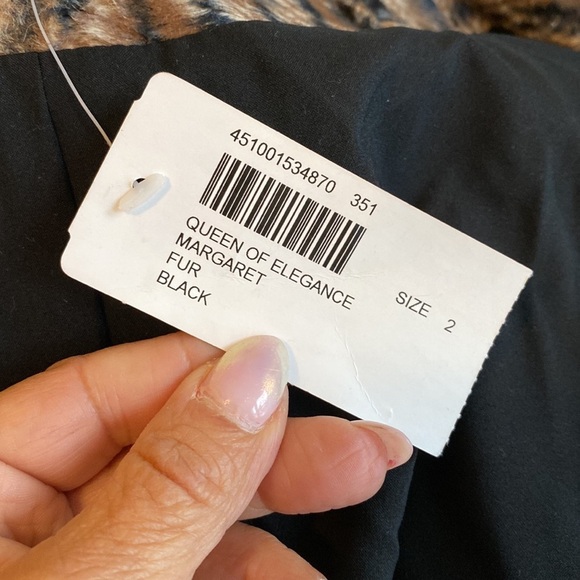 451001534870 351
QUEEN OF ELEGANCE
MARGARET
FUR
BLACK
SIZE 2